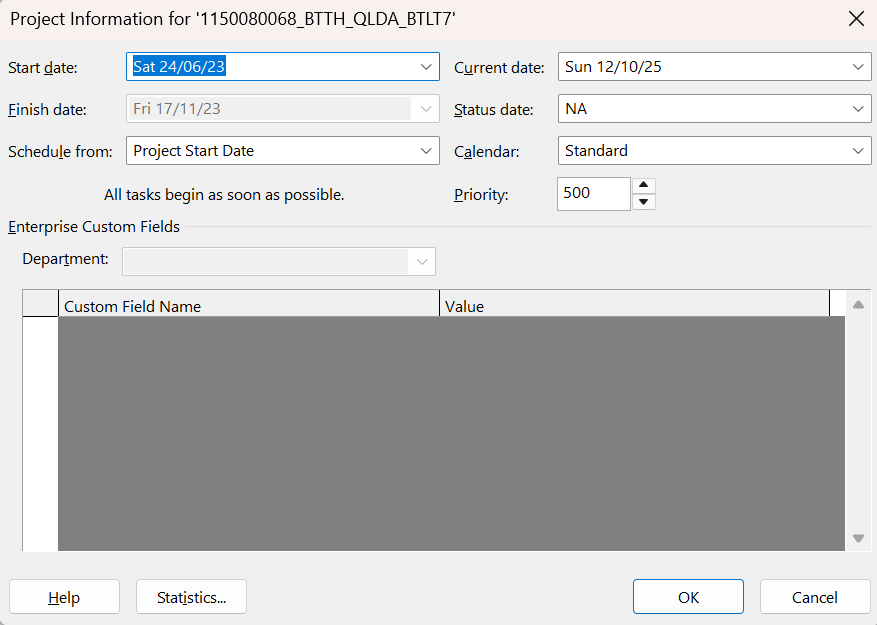 Project Information for '1150080068_BTTH_QLDA_BTLT7'
Start date: Sat 24/06/23 Current date: Sun 12/10/25
Finish date: Fri 17/11/23 Status date: NA
Schedule from: Project Start Date Calendar: Standard
All tasks begin as soon as possible. Priority: 500
Enterprise Custom Fields
Department:
Custom Field Name Value
Help Statistics... OK Cancel